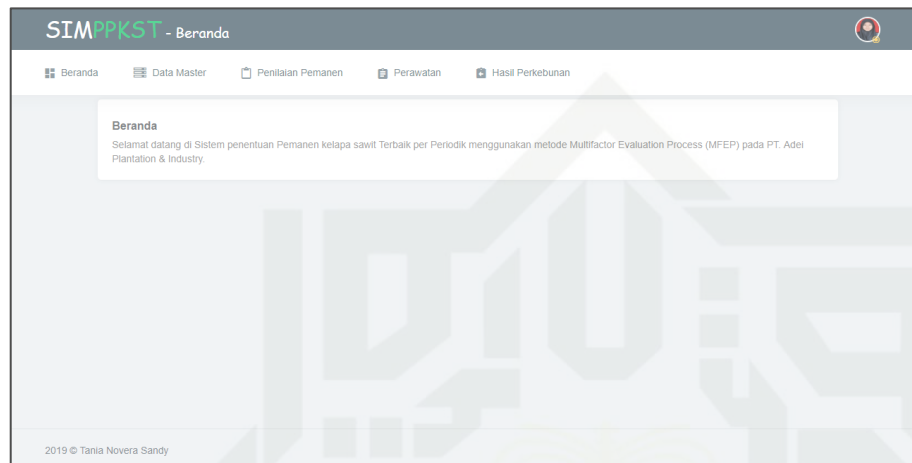 SIMPPKST - Beranda
Beranda Data Master Penilaian Pemanen Perawatan Hasil Perkebunan
Beranda
Selamat datang di Sistem penentuan Pemanen kelapa sawit Terbaik per Periodik menggunakan metode Multifactor Evaluation Process (MFEP) pada PT. Adei
Plantation & Industry.
2019 © Tania Novera Sandy